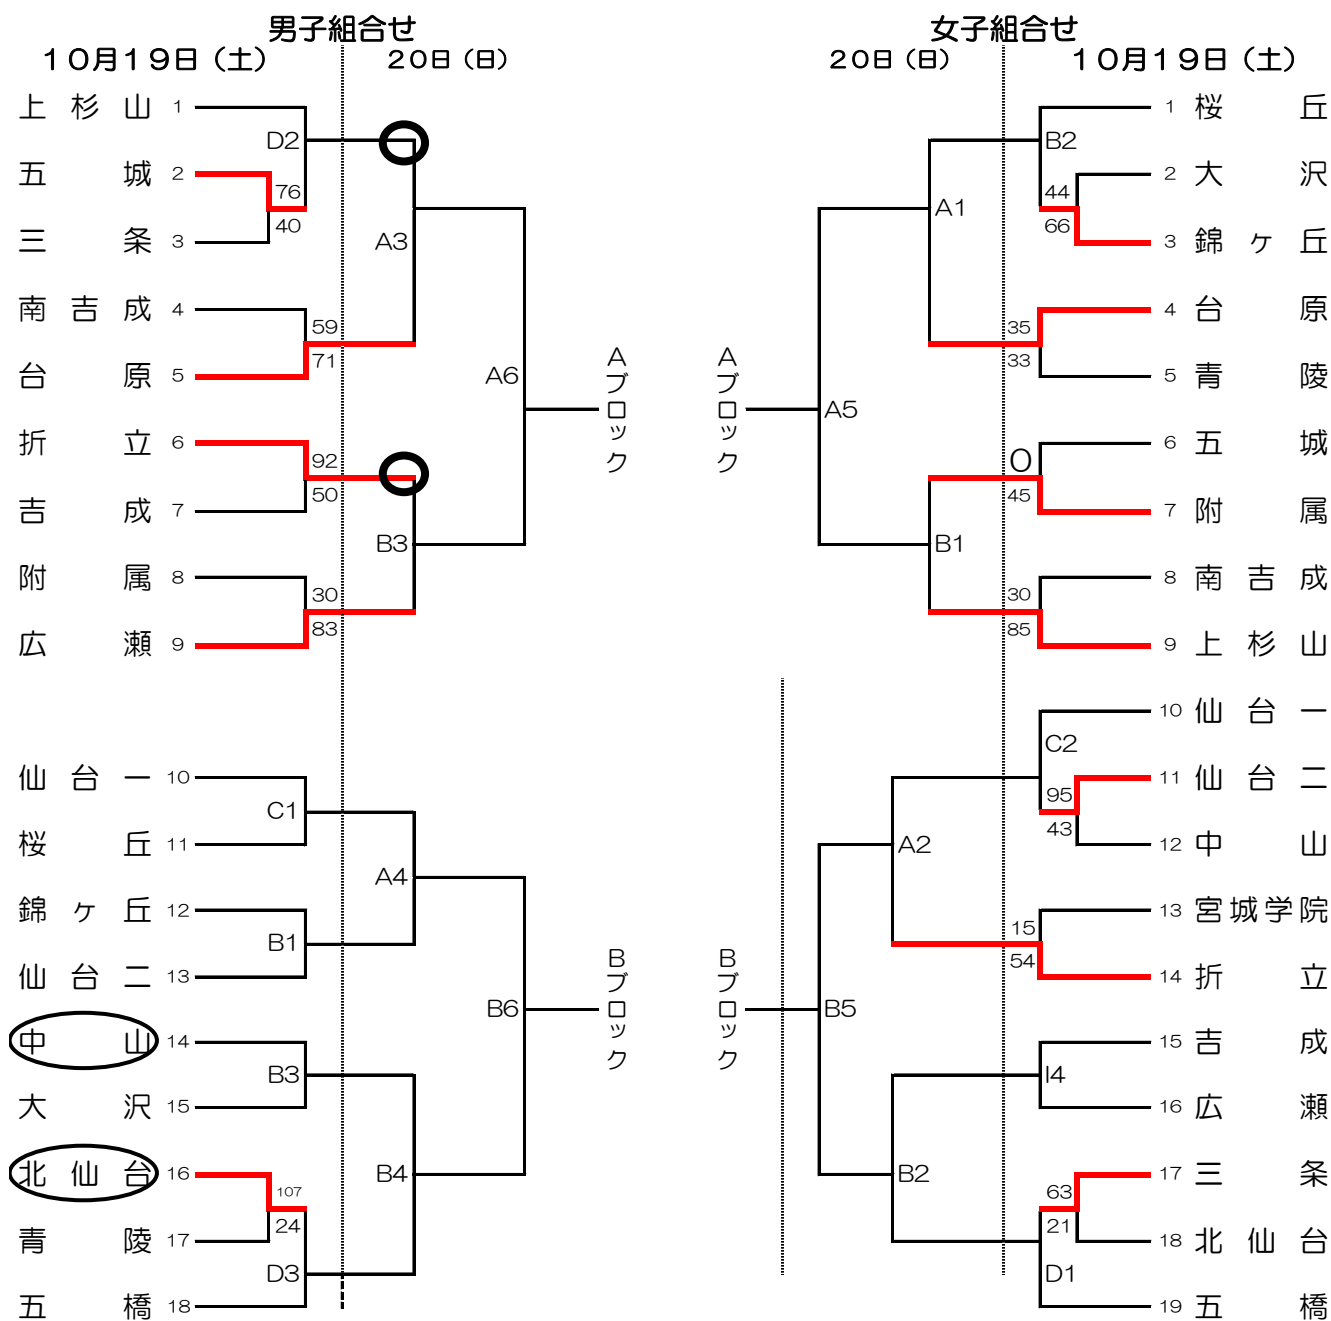 男子組合せ
10月19日（土）
20日（日）
上杉山 1
D2
五城 2
76
40
三条 3
A3
南吉成 4
59
71
台原 5
A6
Aブロック
折立 6
92
50
吉成 7
B3
附属 8
30
83
広瀬 9
仙台一 10
C1
桜丘 11
A4
錦ヶ丘 12
B1
仙台二 13
B6
Bブロック
中山 14
B3
大沢 15
B4
北仙台 16
107
24
青陵 17
D3
五橋 18
女子組合せ
20日（日）
10月19日（土）
1 桜丘
B2
2 大沢
44
66
A1
3 錦ヶ丘
4 台原
35
33
5 青陵
Aブロック
A5
6 五城
0
45
7 附属
B1
8 南吉成
30
85
9 上杉山
10 仙台一
C2
11 仙台二
95
43
12 中山
A2
13 宮城学院
15
54
14 折立
Bブロック
B5
15 吉成
I4
16 広瀬
B2
17 三条
63
21
18 北仙台
D1
19 五橋